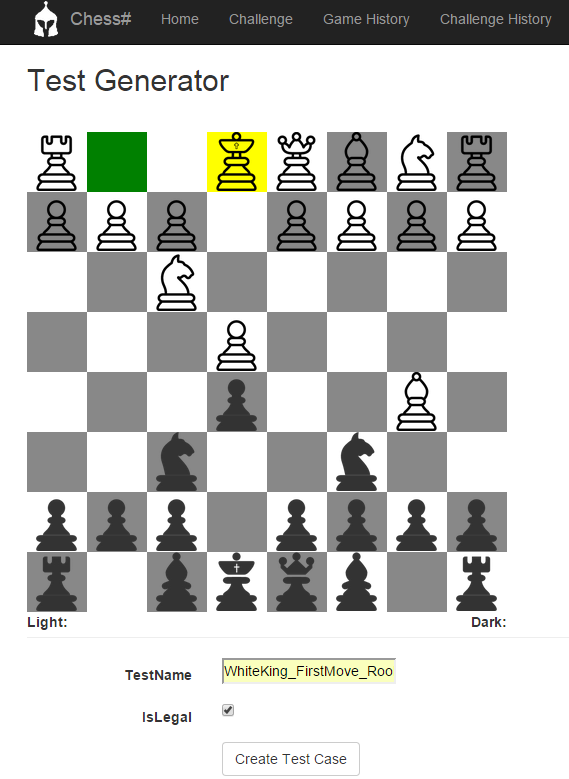 Chess# Home Challenge Game History Challenge History
Test Generator
Light: Dark:
TestName WhiteKing_FirstMove_Roo
IsLegal
Create Test Case